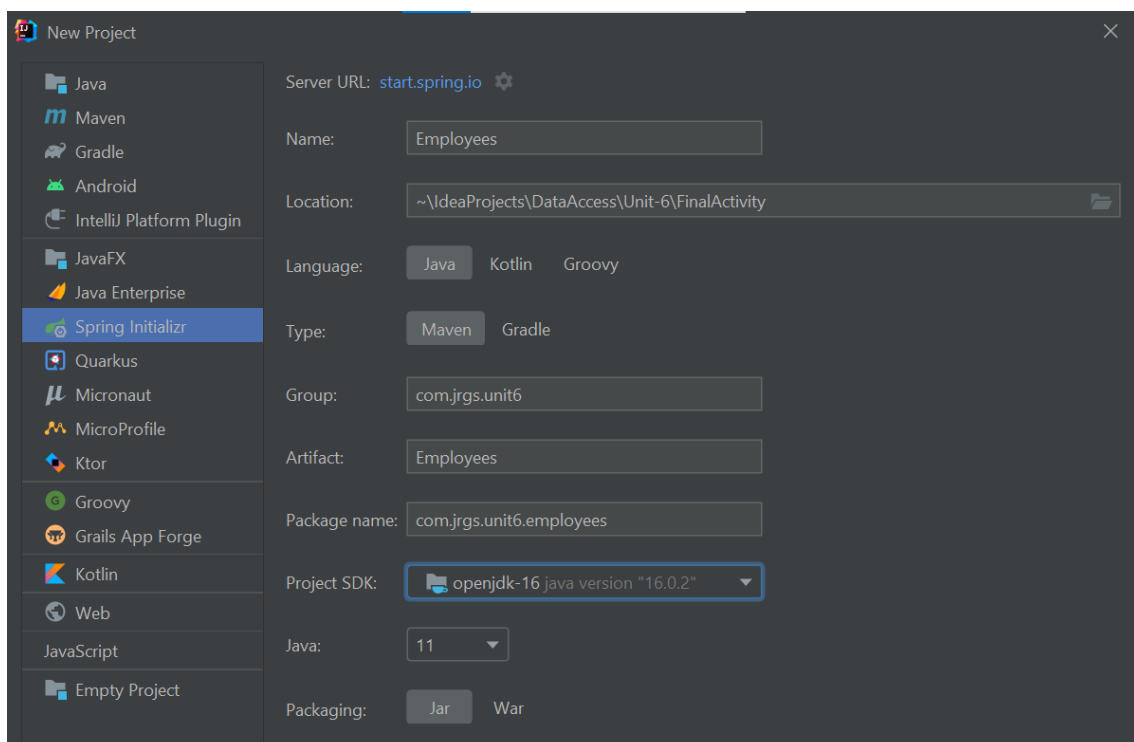 New Project
Java
Maven
Gradle
Android
IntelliJ Platform Plugin
JavaFX
Java Enterprise
Spring Initializr
Quarkus
Micronaut
MicroProfile
Ktor
Groovy
Grails App Forge
Kotlin
Web
JavaScript
Empty Project
Server URL: start.spring.io
Name: Employees
Location: ~\IdeaProjects\DataAccess\Unit-6\FinalActivity
Language: Java Kotlin Groovy
Type: Maven Gradle
Group: com.jrgs.unit6
Artifact: Employees
Package name: com.jrgs.unit6.employees
Project SDK: openjdk-16 java version "16.0.2"
Java: 11
Packaging: Jar War